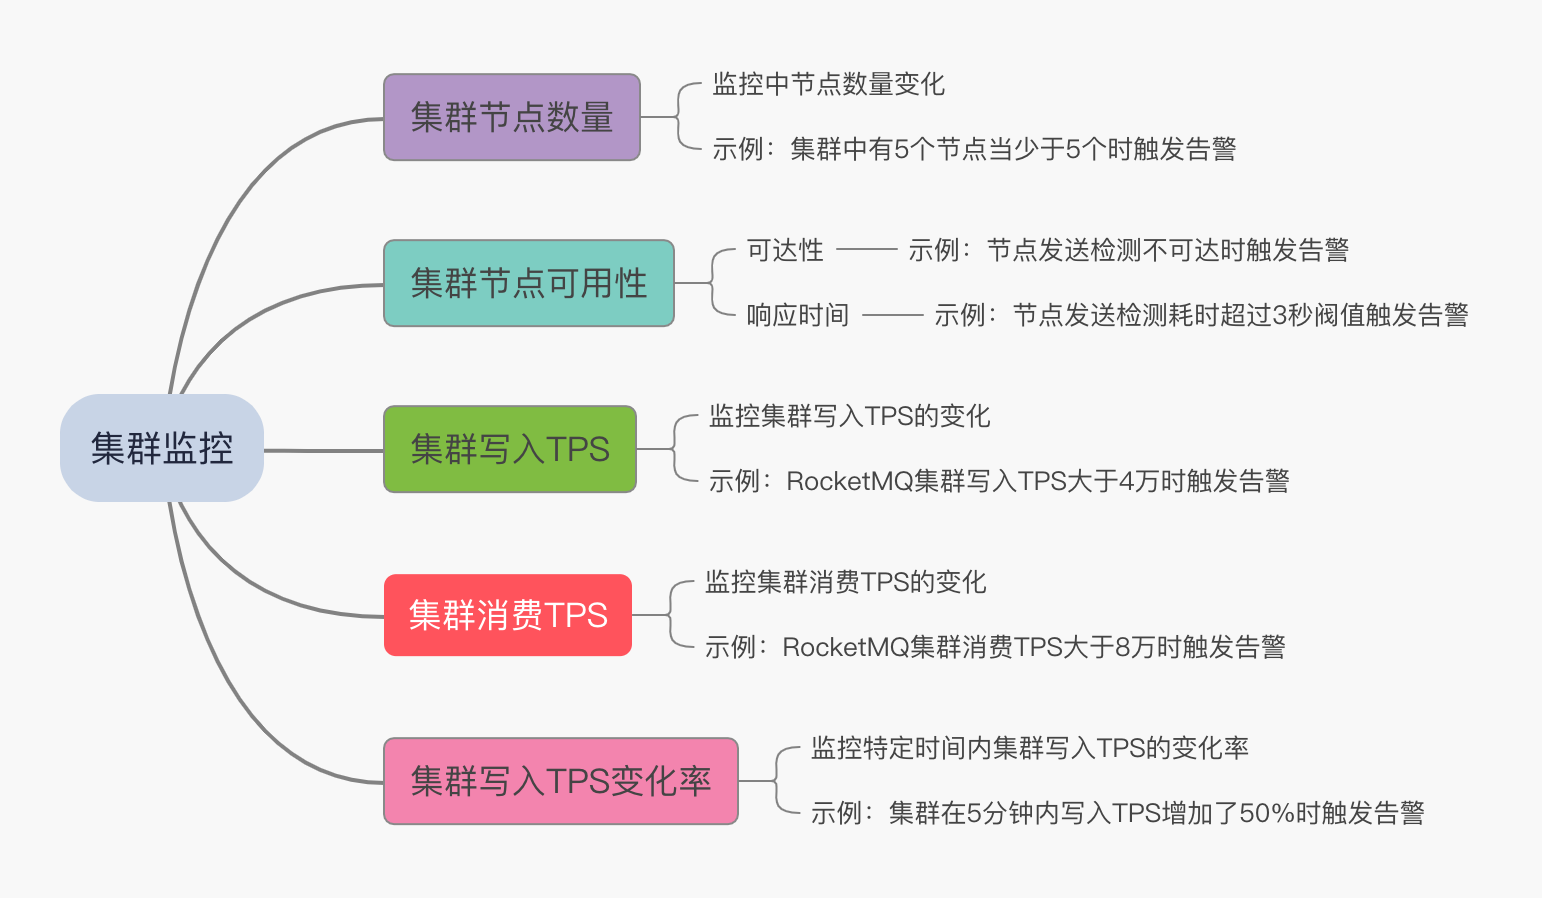 集群监控
集群节点数量
监控中节点数量变化
示例：集群中有5个节点当少于5个时触发告警
集群节点可用性
可达性
示例：节点发送检测不可达时触发告警
响应时间
示例：节点发送检测耗时超过3秒阀值触发告警
集群写入TPS
监控集群写入TPS的变化
示例：RocketMQ集群写入TPS大于4万时触发告警
集群消费TPS
监控集群消费TPS的变化
示例：RocketMQ集群消费TPS大于8万时触发告警
集群写入TPS变化率
监控特定时间内集群写入TPS的变化率
示例：集群在5分钟内写入TPS增加了50%时触发告警